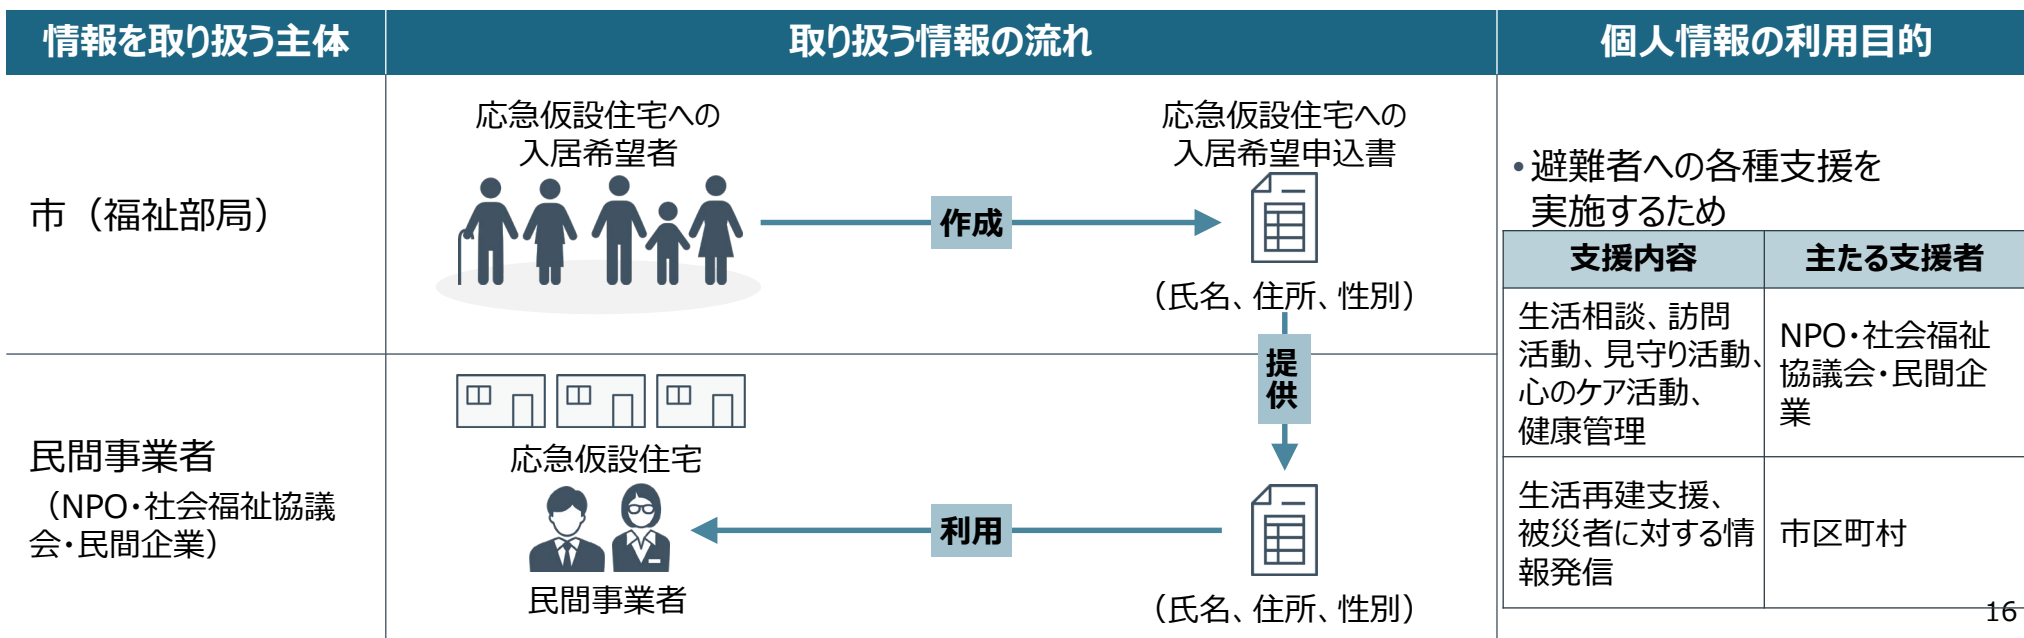 情報を取り扱う主体
取り扱う情報の流れ
個人情報の利用目的
市（福祉部局）
応急仮設住宅への
入居希望者
作成
応急仮設住宅への
入居希望申込書
（氏名、住所、性別）
提供
民間事業者
（NPO・社会福祉協議
会・民間企業）
応急仮設住宅
民間事業者
利用
（氏名、住所、性別）
・避難者への各種支援を
実施するため
支援内容
主たる支援者
生活相談、訪問
活動、見守り活動、
心のケア活動、
健康管理
NPO・社会福祉
協議会・民間企
業
生活再建支援、
被災者に対する情
報発信
市区町村
16